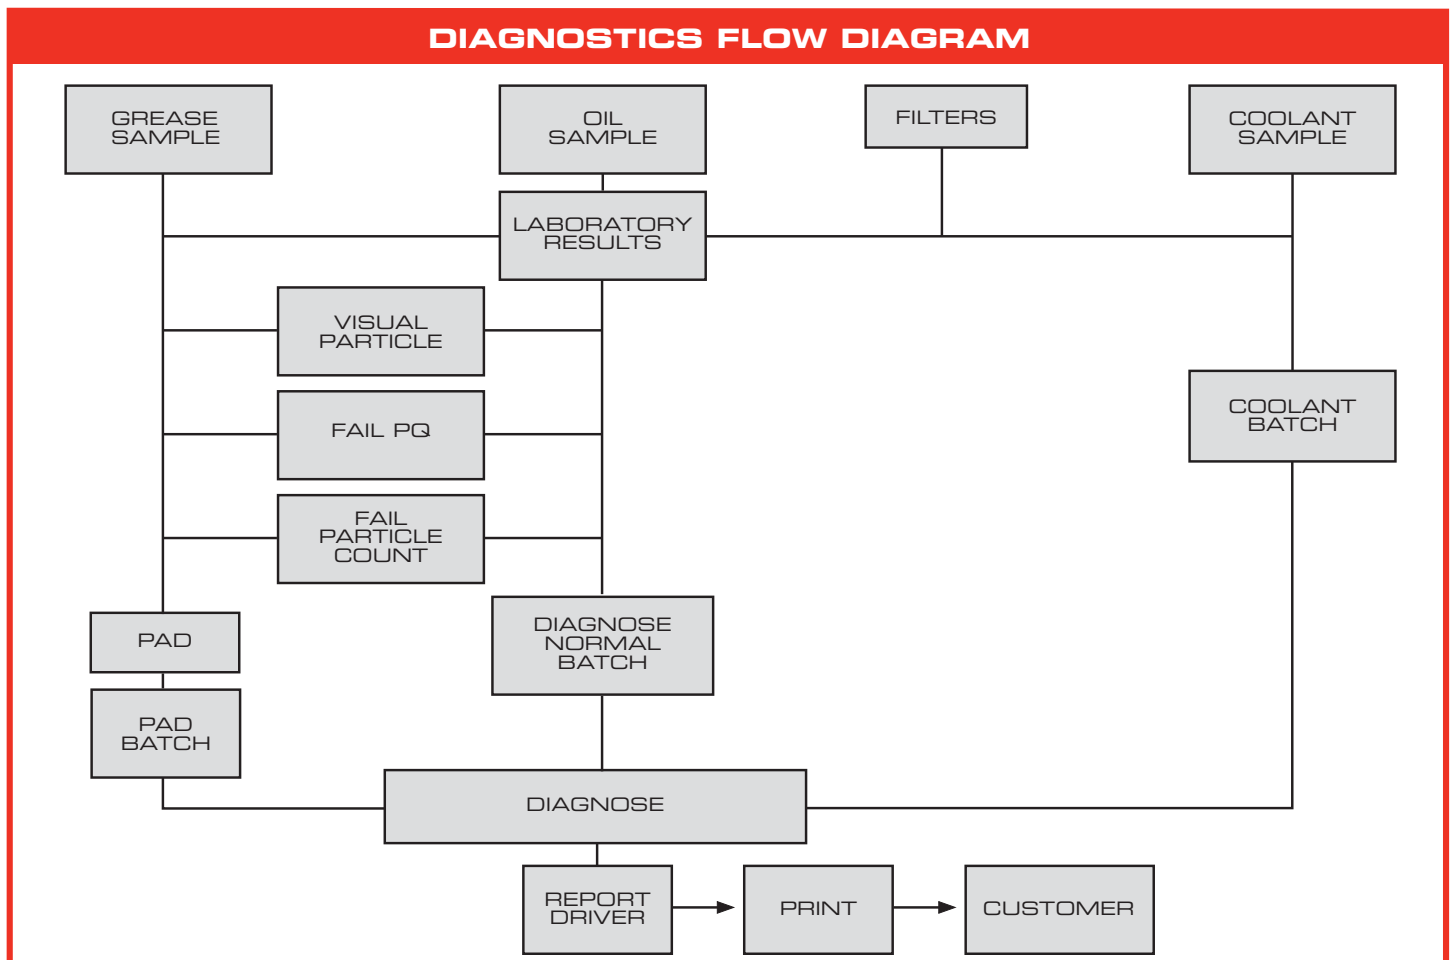 DIAGNOSTICS FLOW DIAGRAM
GREASE
SAMPLE
OIL
SAMPLE
FILTERS
COOLANT
SAMPLE
LABORATORY
RESULTS
VISUAL
PARTICLE
FAIL PQ
COOLANT
BATCH
FAIL
PARTICLE
COUNT
PAD
DIAGNOSE
NORMAL
BATCH
PAD
BATCH
DIAGNOSE
REPORT
DRIVER
PRINT
CUSTOMER